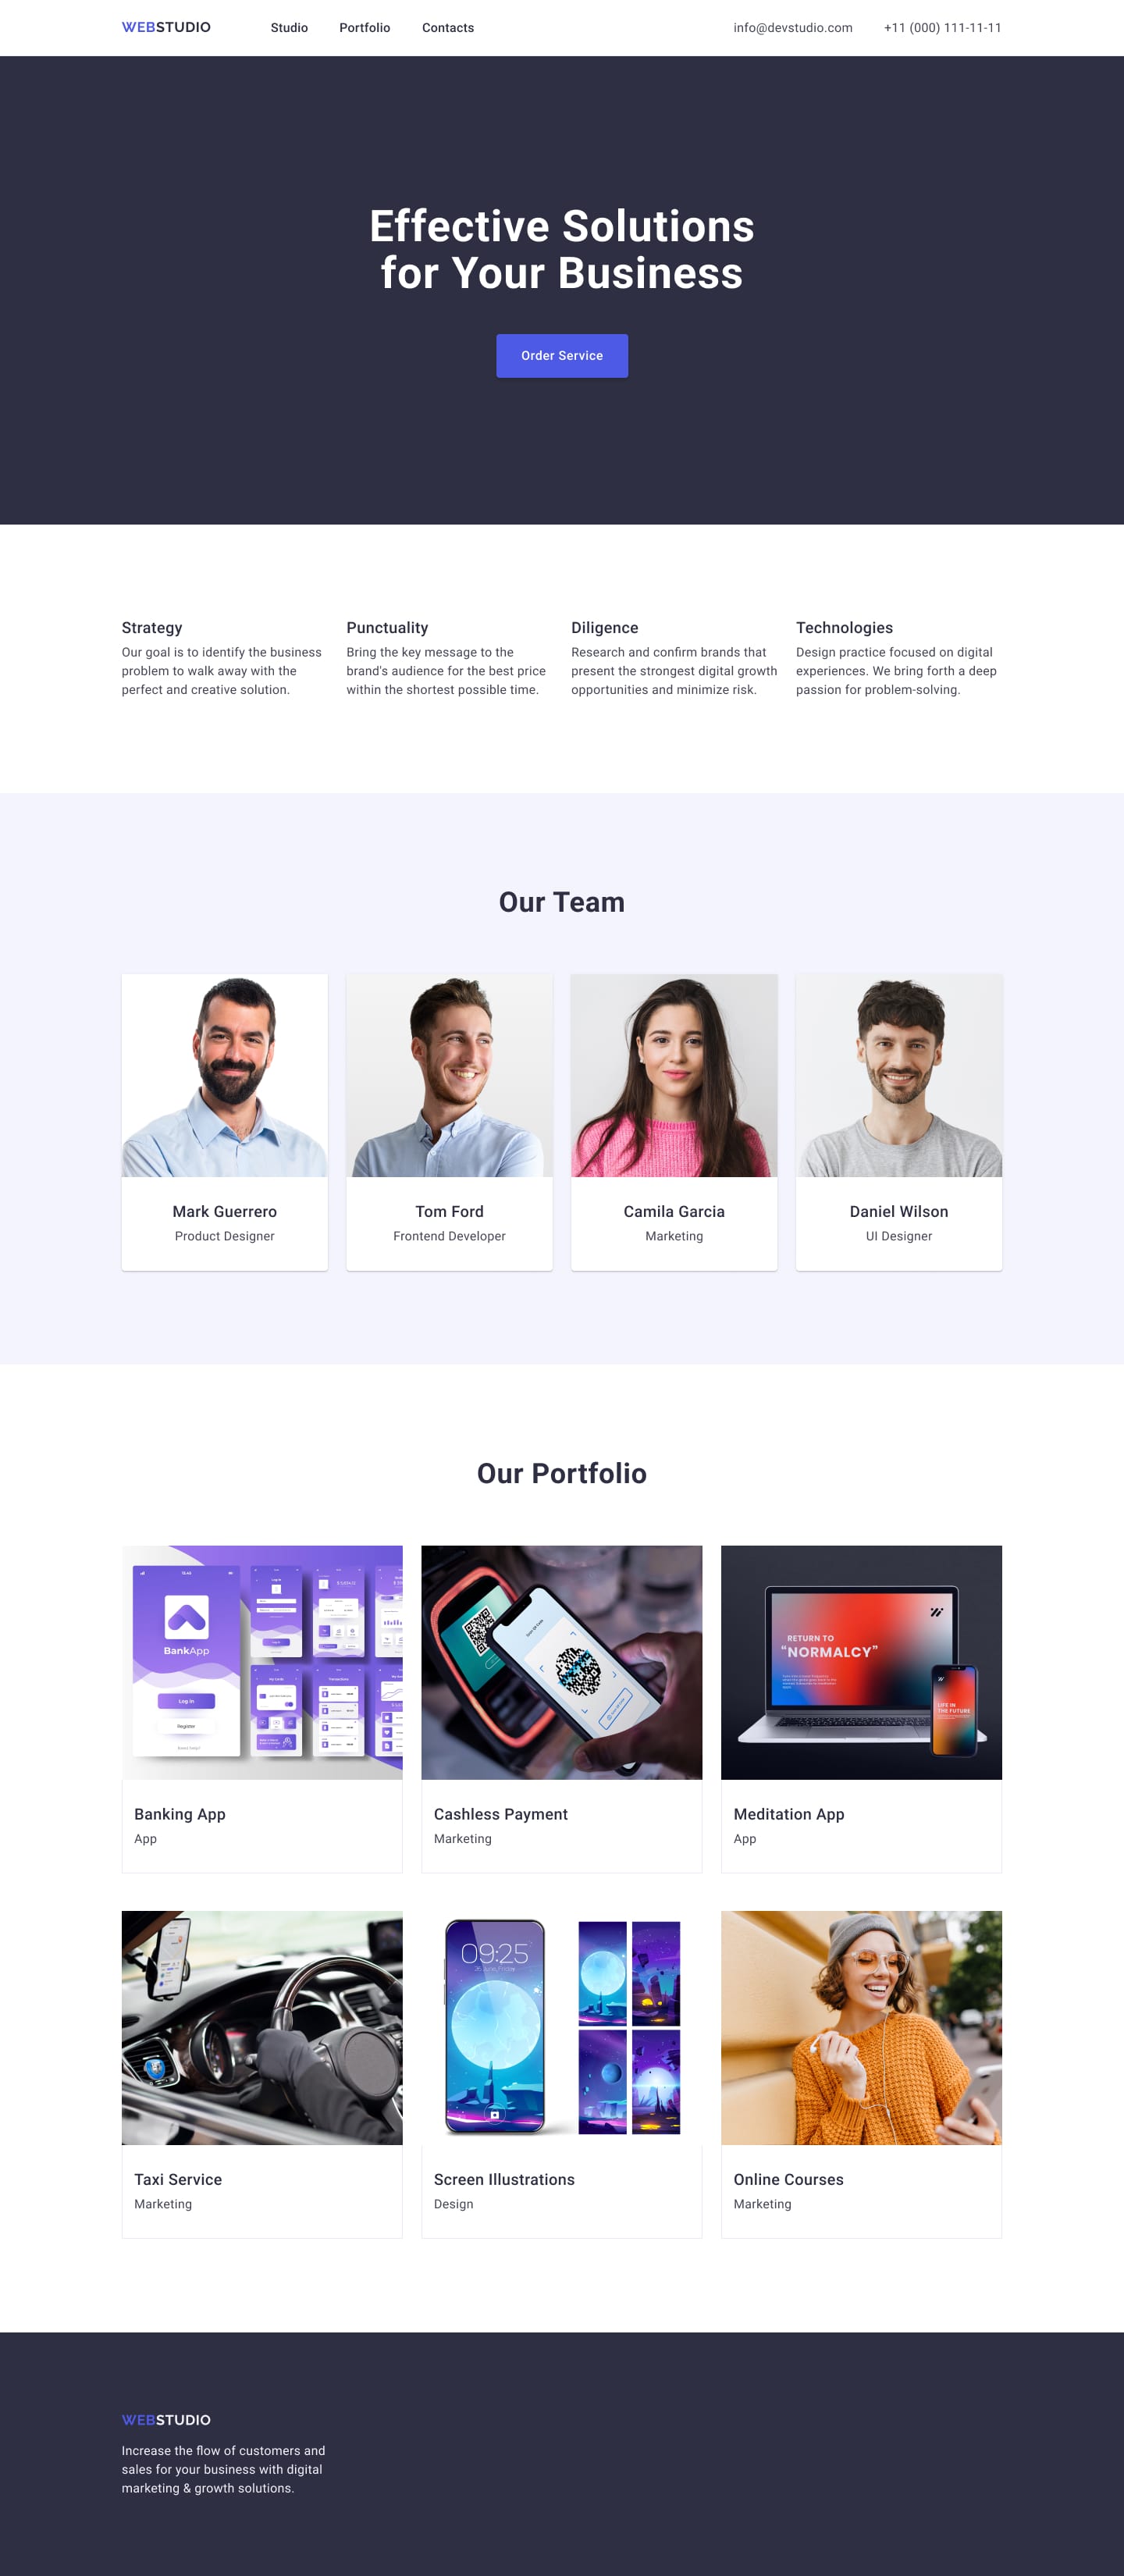 WEBSTUDIO
Studio
Portfolio
Contacts
info@devstudio.com
+11 (000) 111-11-11
Effective Solutions
for Your Business
Order Service
Strategy
Our goal is to identify the business
problem to walk away with the
perfect and creative solution.
Punctuality
Bring the key message to the
brand's audience for the best price
within the shortest possible time.
Diligence
Research and confirm brands that
present the strongest digital growth
opportunities and minimize risk.
Technologies
Design practice focused on digital
experiences. We bring forth a deep
passion for problem-solving.
Our Team
Mark Guerrero
Product Designer
Tom Ford
Frontend Developer
Camila Garcia
Marketing
Daniel Wilson
UI Designer
Our Portfolio
BankApp
Log in
Register
RETURN TO
“NORMALCY”
LIFE IN
THE FUTURE
Banking App
App
Cashless Payment
Marketing
Meditation App
App
09:25
Taxi Service
Marketing
Screen Illustrations
Design
Online Courses
Marketing
WEBSTUDIO
Increase the flow of customers and
sales for your business with digital
marketing & growth solutions.